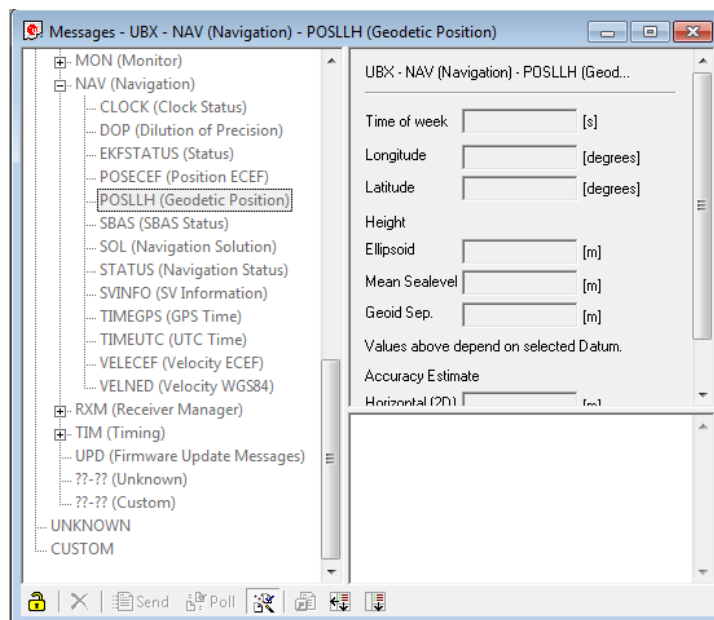 Messages - UBX - NAV (Navigation) - POSLLH (Geodetic Position)
MON (Monitor)
NAV (Navigation)
CLOCK (Clock Status)
DOP (Dilution of Precision)
EKFSTATUS (Status)
POSECEF (Position ECEF)
POSLLH (Geodetic Position)
SBAS (SBAS Status)
SOL (Navigation Solution)
STATUS (Navigation Status)
SVINFO (SV Information)
TIMEGPS (GPS Time)
TIMEUTC (UTC Time)
VELECEF (Velocity ECEF)
VELNED (Velocity WGS84)
RXM (Receiver Manager)
TIM (Timing)
UPD (Firmware Update Messages)
??-?? (Unknown)
??-?? (Custom)
UNKNOWN
CUSTOM
UBX - NAV (Navigation) - POSLLH (Geod...
Time of week [s]
Longitude [degrees]
Latitude [degrees]
Height
Ellipsoid [m]
Mean Sealevel [m]
Geoid Sep. [m]
Values above depend on selected Datum.
Accuracy Estimate
Horizontal (2D) [m]
Send Poll